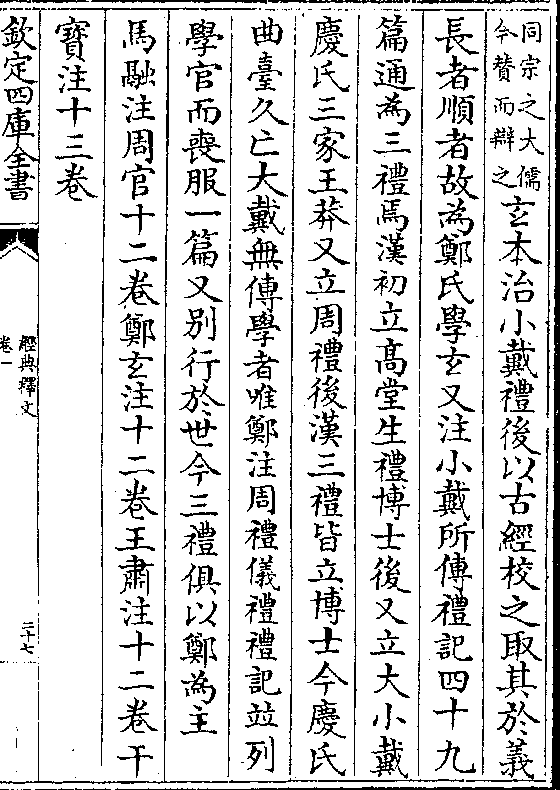 同宗之大儒
今贊而辯之
玄本治小戴禮後以古經校之取其於義
長者順者故為鄭氏學玄又注小戴所傳禮記四十九
篇通為三禮焉漢初立高堂生禮博士後又立大小戴
慶氏三家王莽又立周禮後漢三禮皆立博士今慶氏
曲臺久亡大戴無傳學者唯鄭注周禮儀禮禮記竝列
學官而喪服一篇又别行於世今三禮俱以鄭為主
馬融注周官十二卷鄭玄注十二卷王肅注十二卷干
寶注十三卷
欽定四庫全書
經典釋文
卷一
三十七